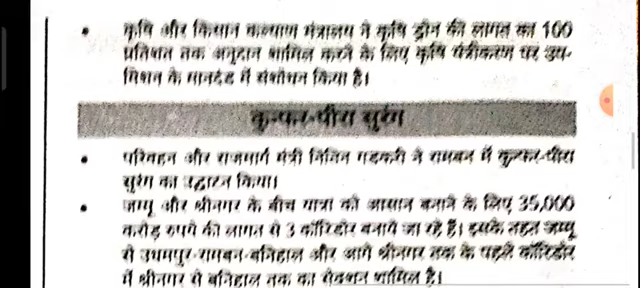 • कृषि और किसान कल्याण मंत्रालय ने कृषि ड्रोन की लागत का 100
प्रतिशत तक अनुदान शामिल करने के लिए कृषि यंत्रीकरण पर उप-
मिशन के मानदंड में संशोधन किया है।
कुन्फर-पीरा सुरंग
• परिवहन और राजमार्ग मंत्री नितिन गडकरी ने रामबन में कुन्फर-पीरा
सुरंग का उद्घाटन किया।
• जम्मू और श्रीनगर के बीच यात्रा को आसान बनाने के लिए 35,000
करोड़ रुपये की लागत से 3 कॉरिडोर बनाये जा रहे हैं। इसके तहत जम्मू
से उधमपुर-रामबन-बनिहाल और आगे श्रीनगर तक के पहले कॉरिडोर
में श्रीनगर से बनिहाल तक का सेक्शन शामिल है।